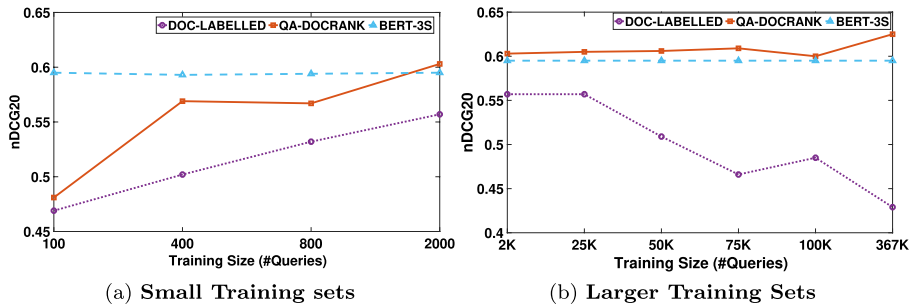 DOC-LABELLED QA-DOCRANK BERT-3S
0.65
0.6
0.55
0.5
0.45
nDCG20
100 400 800 2000
Training Size (#Queries)
(a) Small Training sets
DOC-LABELLED QA-DOCRANK BERT-3S
0.65
0.6
0.55
0.5
0.45
0.4
nDCG20
2K 25K 50K 75K 100K 367K
Training Size (#Queries)
(b) Larger Training Sets